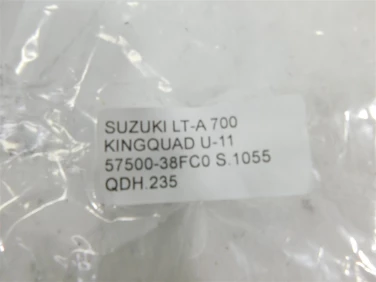 SUZUKI LT-A 700
KINGQUAD U-11
57500-38FC0 S.1055
QDH.235